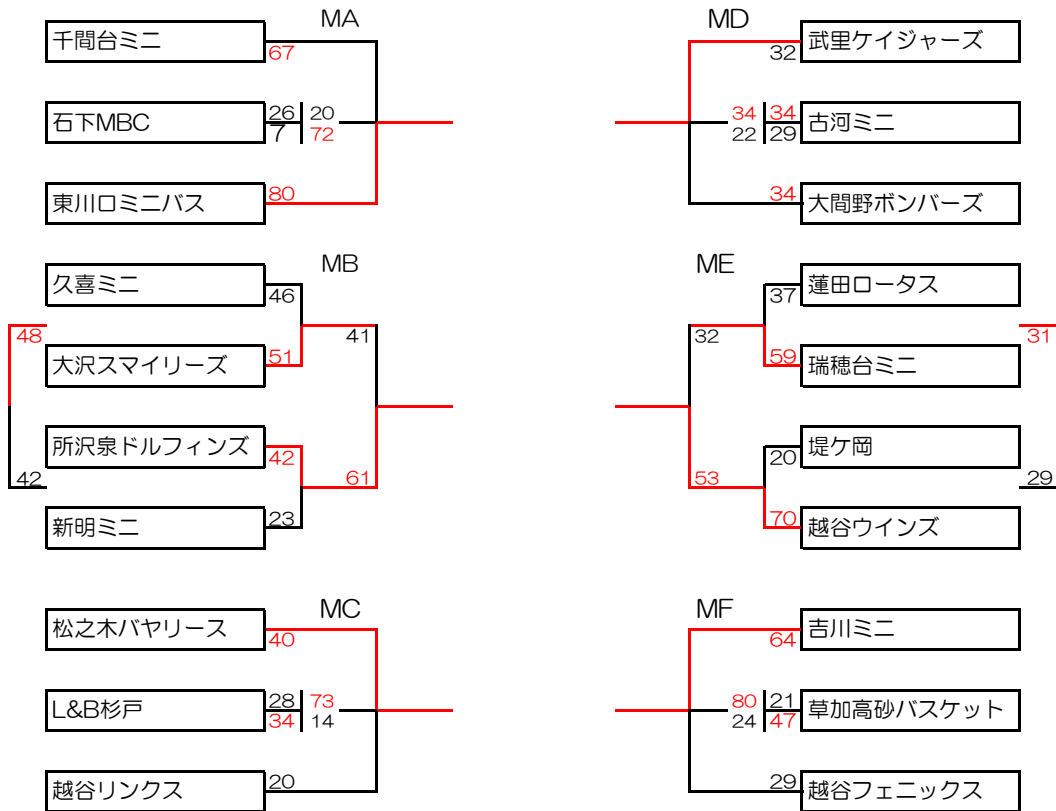 MA
千間台ミニ
67
石下MBC
26 20
7 72
東川口ミニバス
80
MB
久喜ミニ
46
48
41
大沢スマイリーズ
51
所沢泉ドルフィンズ
42
42
61
新明ミニ
23
MC
松之木バヤリース
40
L&B杉戸
28 73
34 14
越谷リンクス
20
MD
武里ケイジャーズ
32
34 34
22 29
古河ミニ
34
大間野ボンバーズ
ME
蓮田ロータス
37
32
31
59
瑞穂台ミニ
20
堤ケ岡
53
29
70
越谷ウインズ
MF
吉川ミニ
64
80 21
24 47
草加高砂バスケット
29
越谷フェニックス